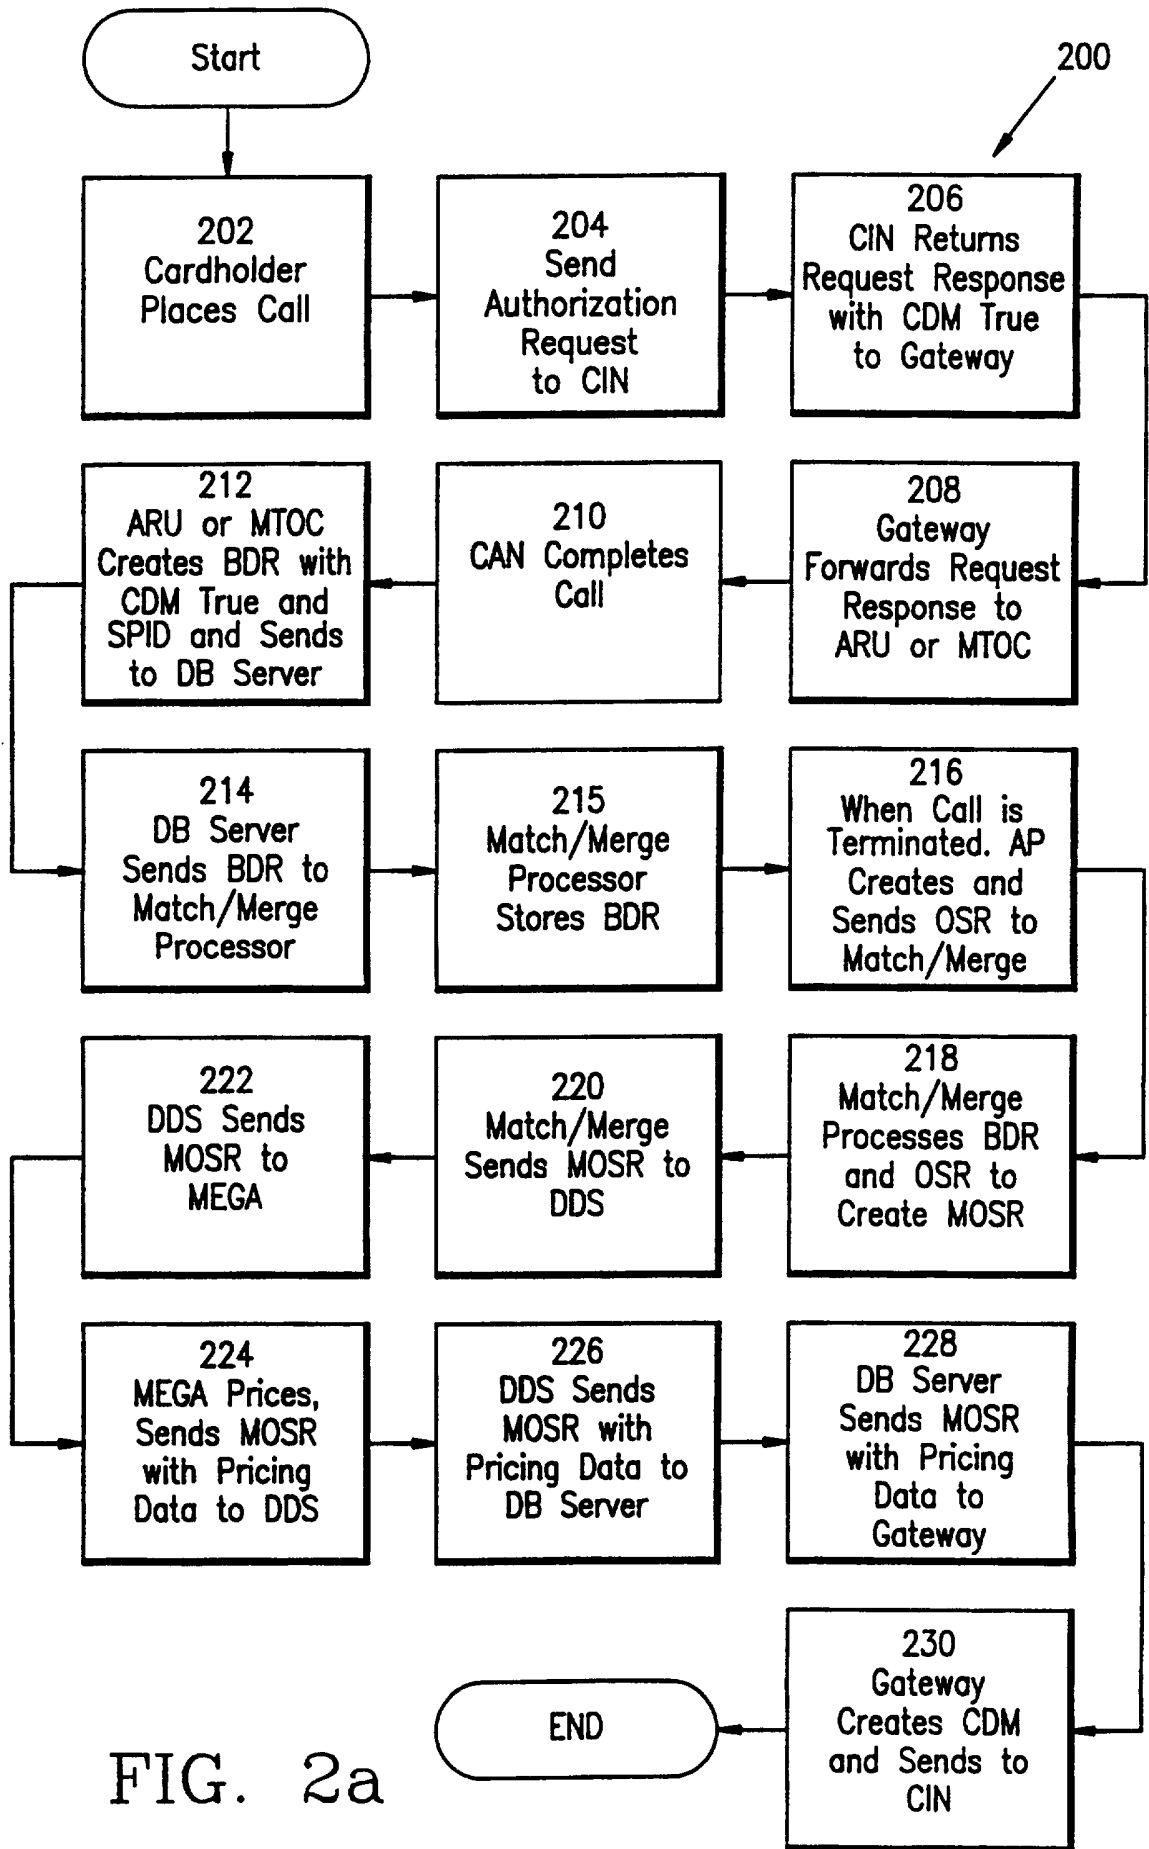 Start
200
202
Cardholder
Places Call
204
Send
Authorization
Request
to CIN
206
CIN Returns
Request Response
with CDM True
to Gateway
208
Gateway
Forwards Request
Response to
ARU or MTOC
210
CAN Completes
Call
212
ARU or MTOC
Creates BDR with
CDM True and
SPID and Sends
to DB Server
214
DB Server
Sends BDR to
Match/Merge
Processor
215
Match/Merge
Processor
Stores BDR
216
When Call is
Terminated. AP
Creates and
Sends OSR to
Match/Merge
218
Match/Merge
Processes BDR
and OSR to
Create MOSR
220
Match/Merge
Sends MOSR to
DDS
222
DDS Sends
MOSR to
MEGA
224
MEGA Prices,
Sends MOSR
with Pricing
Data to DDS
226
DDS Sends
MOSR with
Pricing Data to
DB Server
228
DB Server
Sends MOSR
with Pricing
Data to
Gateway
230
Gateway
Creates CDM
and Sends to
CIN
END
FIG. 2a